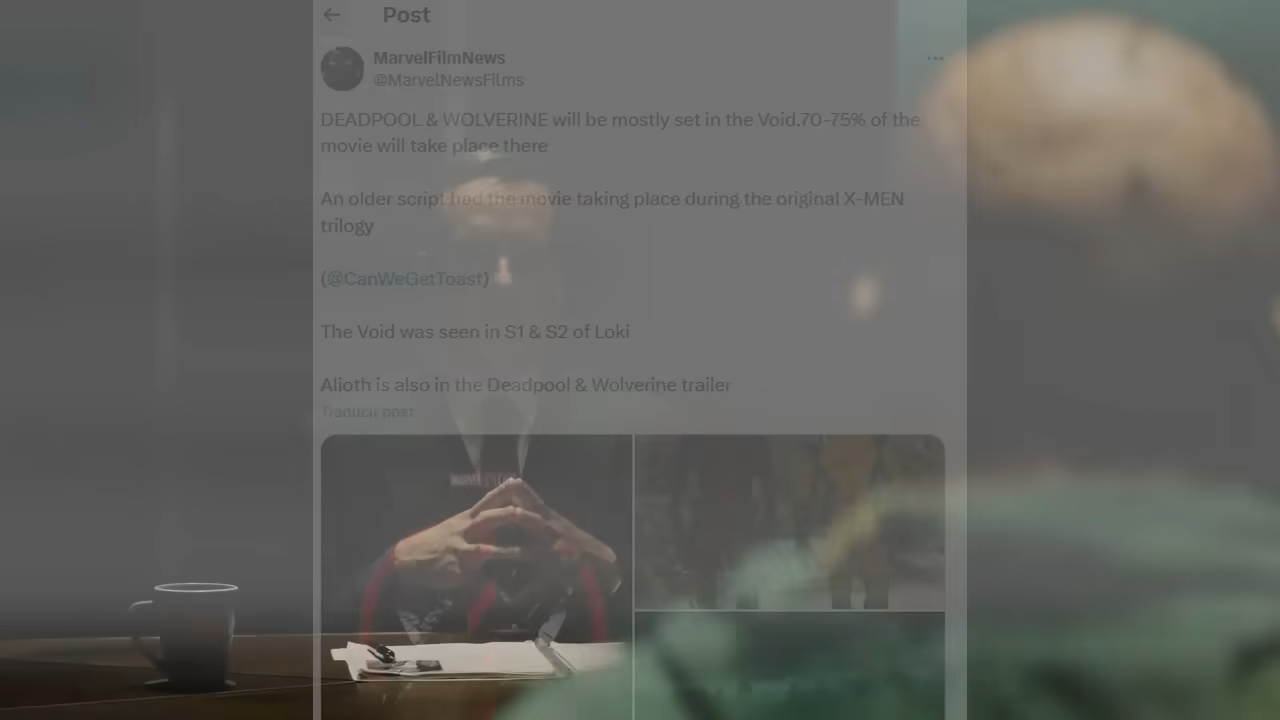 Post
MarvelFilmNews
@MarvelNewsFilms
DEADPOOL & WOLVERINE will be mostly set in the Void.70-75% of the
movie will take place there
An older script had the movie taking place during the original X-MEN
trilogy
(@CanWeGetToast)
The Void was seen in S1 & S2 of Loki
Alioth is also in the Deadpool & Wolverine trailer
Traducir post